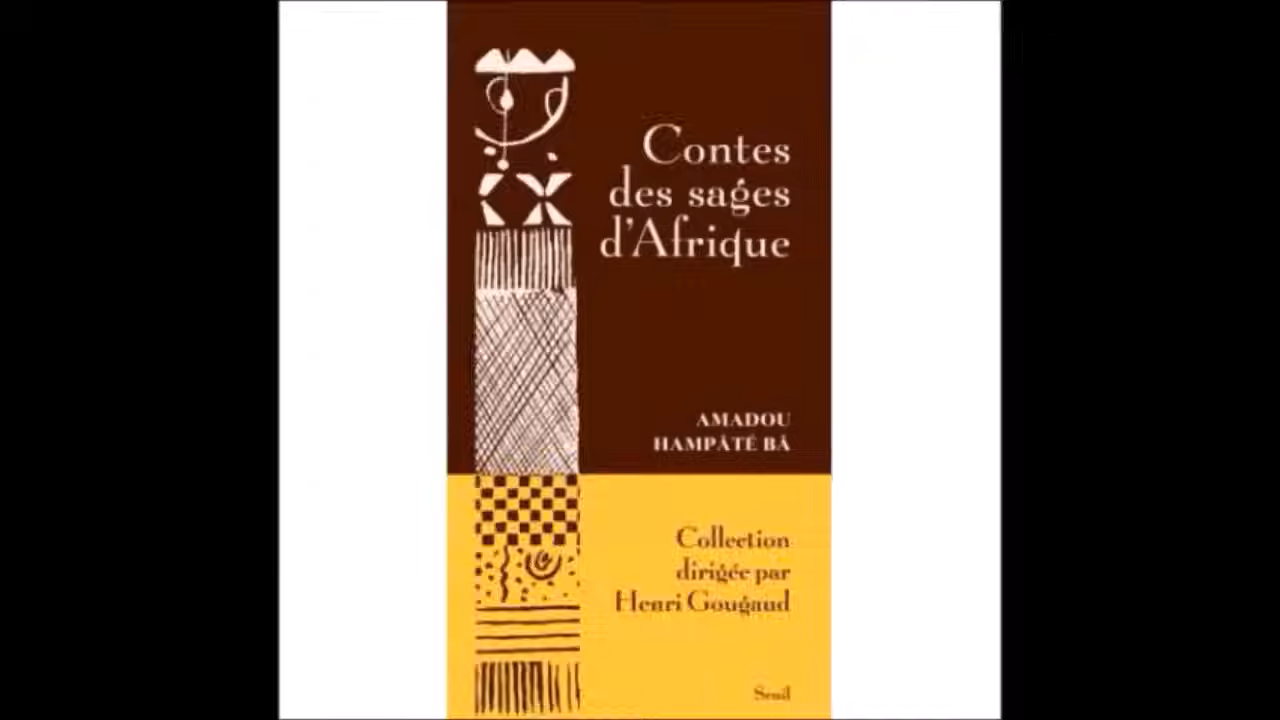 Contes
des sages
d'Afrique
AMADOU
HAMPÂTÉ BÂ
Collection
dirigée par
Henri Gougaud
Seuil